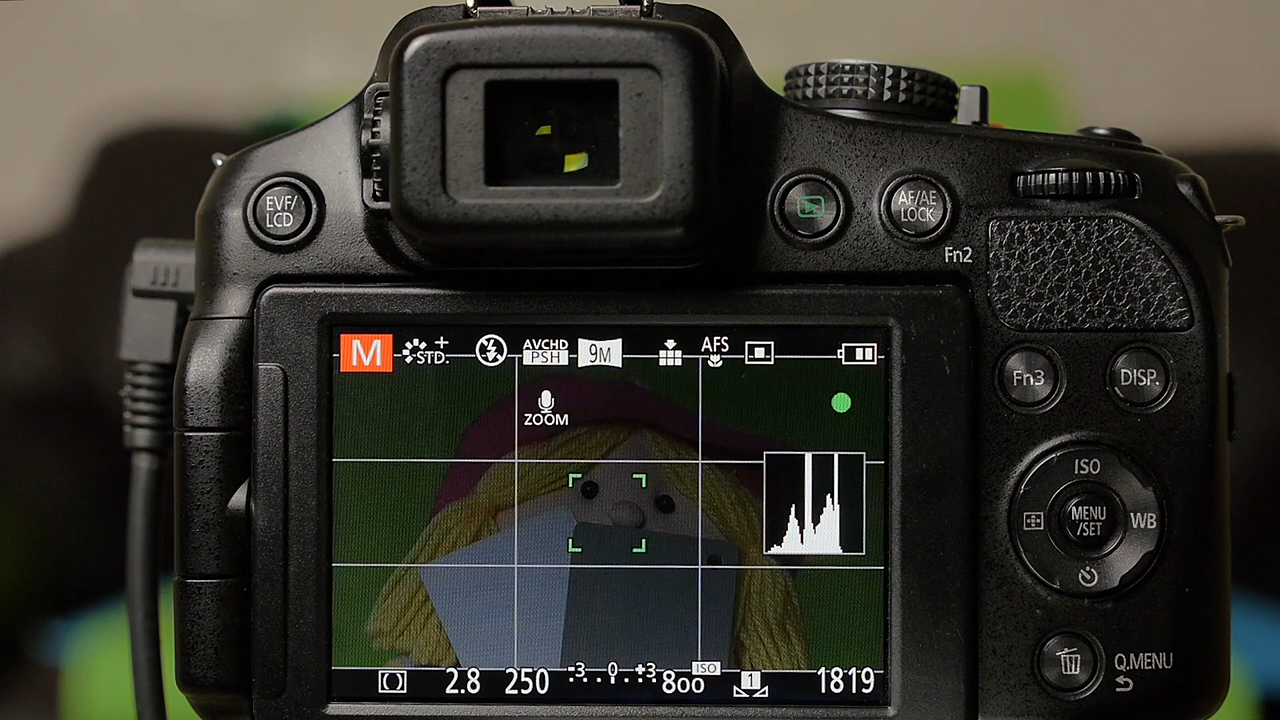 EVF/
LCD
AF/AE
LOCK
Fn2
M
STD.
AVCHD
PSH
9M
AFS
ZOOM
Fn3
DISP.
ISO
MENU
/SET
WB
Q.MENU
2.8 250 -3 0 +3 ISO 800 1 1819